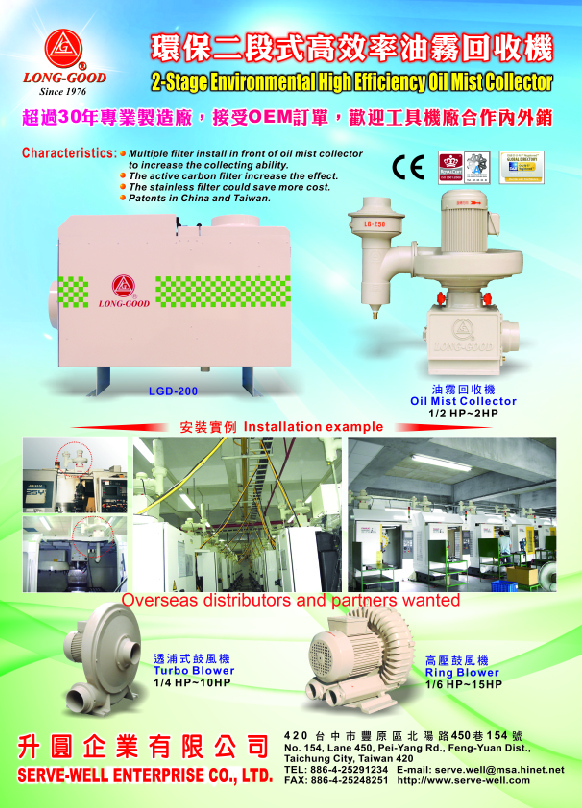 LONG-GOOD
Since 1976
環保二段式高效率油霧回收機
2-Stage Environmental High Efficiency Oil Mist Collector
超過30年專業製造廠，接受OEM訂單，歡迎工具機廠合作內外銷
Characteristics:
Multiple filter install in front of oil mist collector
to increase the collecting ability.
The active carbon filter increase the effect.
The stainless filter could save more cost.
Patents in China and Taiwan.
CE
ROYALCERT
GLOBAL DIRECTORY
LG-150
LONG-GOOD
LONG-GOOD
LGD-200
油霧回收機
Oil Mist Collector
1/2 HP~2HP
安裝實例 Installation example
Overseas distributors and partners wanted
透浦式鼓風機
Turbo Blower
1/4 HP~10HP
高壓鼓風機
Ring Blower
1/6 HP~15HP
升圓企業有限公司
SERVE-WELL ENTERPRISE CO., LTD.
420 台中市豐原區北陽路450巷154號
No. 154, Lane 450, Pei-Yang Rd., Feng-Yuan Dist.,
Taichung City, Taiwan 420
TEL: 886-4-25291234 E-mail: serve.well@msa.hinet.net
FAX: 886-4-25248251 http://www.serve-well.com